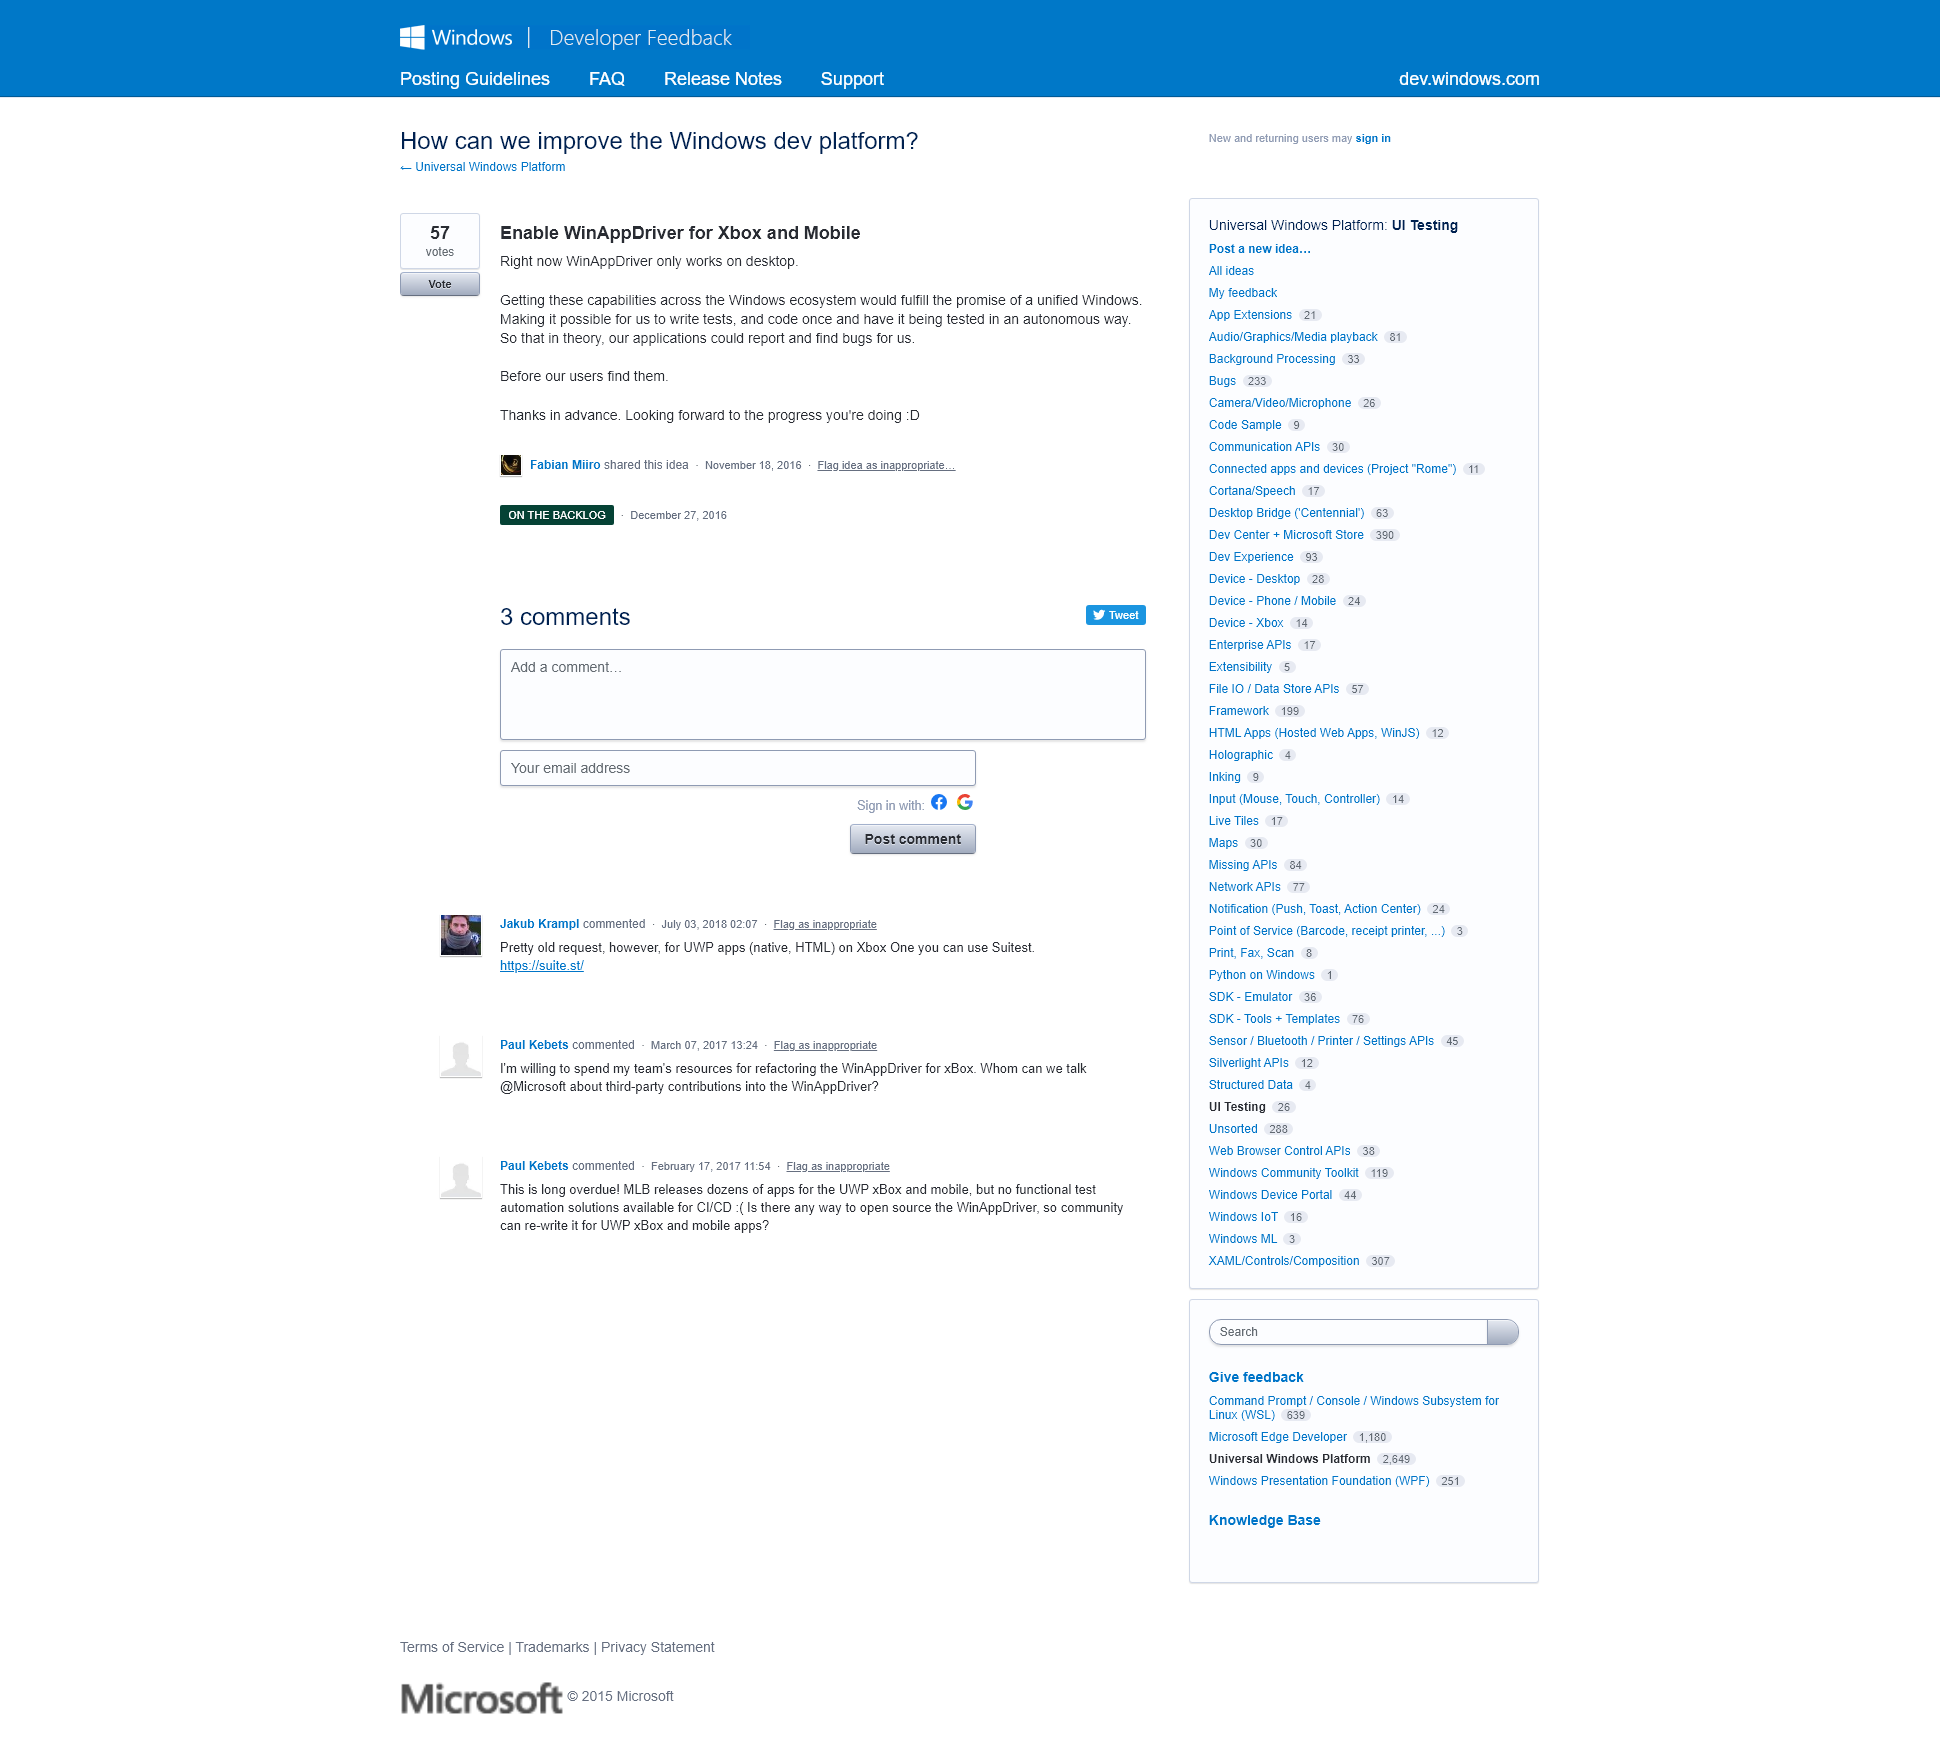 Windows | Developer Feedback
Posting Guidelines FAQ Release Notes Support dev.windows.com
How can we improve the Windows dev platform?
← Universal Windows Platform
New and returning users may sign in
57
votes
Vote
Enable WinAppDriver for Xbox and Mobile
Right now WinAppDriver only works on desktop.
Getting these capabilities across the Windows ecosystem would fulfill the promise of a unified Windows.
Making it possible for us to write tests, and code once and have it being tested in an autonomous way.
So that in theory, our applications could report and find bugs for us.
Before our users find them.
Thanks in advance. Looking forward to the progress you're doing :D
Fabian Miiro shared this idea · November 18, 2016 · Flag idea as inappropriate…
ON THE BACKLOG · December 27, 2016
3 comments
Tweet
Add a comment…
Your email address
Sign in with:
Post comment
Jakub Krampl commented · July 03, 2018 02:07 · Flag as inappropriate
Pretty old request, however, for UWP apps (native, HTML) on Xbox One you can use Suitest.
https://suite.st/
Paul Kebets commented · March 07, 2017 13:24 · Flag as inappropriate
I'm willing to spend my team's resources for refactoring the WinAppDriver for xBox. Whom can we talk
@Microsoft about third-party contributions into the WinAppDriver?
Paul Kebets commented · February 17, 2017 11:54 · Flag as inappropriate
This is long overdue! MLB releases dozens of apps for the UWP xBox and mobile, but no functional test
automation solutions available for CI/CD :( Is there any way to open source the WinAppDriver, so community
can re-write it for UWP xBox and mobile apps?
Universal Windows Platform: UI Testing
Post a new idea…
All ideas
My feedback
App Extensions 21
Audio/Graphics/Media playback 81
Background Processing 33
Bugs 233
Camera/Video/Microphone 26
Code Sample 9
Communication APIs 30
Connected apps and devices (Project "Rome") 11
Cortana/Speech 17
Desktop Bridge ('Centennial') 63
Dev Center + Microsoft Store 390
Dev Experience 93
Device - Desktop 28
Device - Phone / Mobile 24
Device - Xbox 14
Enterprise APIs 17
Extensibility 5
File IO / Data Store APIs 57
Framework 199
HTML Apps (Hosted Web Apps, WinJS) 12
Holographic 4
Inking 9
Input (Mouse, Touch, Controller) 14
Live Tiles 17
Maps 30
Missing APIs 84
Network APIs 77
Notification (Push, Toast, Action Center) 24
Point of Service (Barcode, receipt printer, ...) 3
Print, Fax, Scan 8
Python on Windows 1
SDK - Emulator 36
SDK - Tools + Templates 76
Sensor / Bluetooth / Printer / Settings APIs 45
Silverlight APIs 12
Structured Data 4
UI Testing 26
Unsorted 288
Web Browser Control APIs 38
Windows Community Toolkit 119
Windows Device Portal 44
Windows IoT 16
Windows ML 3
XAML/Controls/Composition 307
Search
Give feedback
Command Prompt / Console / Windows Subsystem for
Linux (WSL) 639
Microsoft Edge Developer 1,180
Universal Windows Platform 2,649
Windows Presentation Foundation (WPF) 251
Knowledge Base
Terms of Service | Trademarks | Privacy Statement
Microsoft © 2015 Microsoft